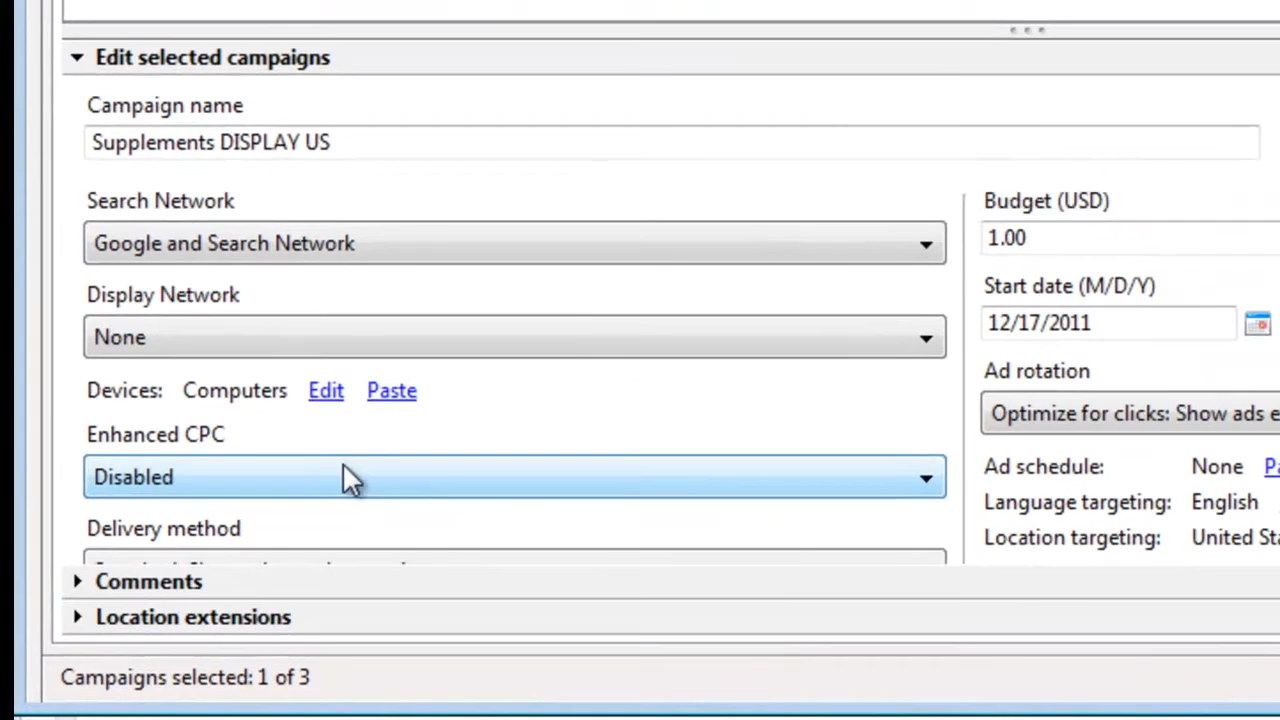 Edit selected campaigns
Campaign name
Supplements DISPLAY US
Search Network
Google and Search Network
Display Network
None
Devices: Computers Edit Paste
Enhanced CPC
Disabled
Delivery method
Budget (USD)
1.00
Start date (M/D/Y)
12/17/2011
Ad rotation
Optimize for clicks: Show ads e
Ad schedule: None Pa
Language targeting: English
Location targeting: United Sta
Comments
Location extensions
Campaigns selected: 1 of 3